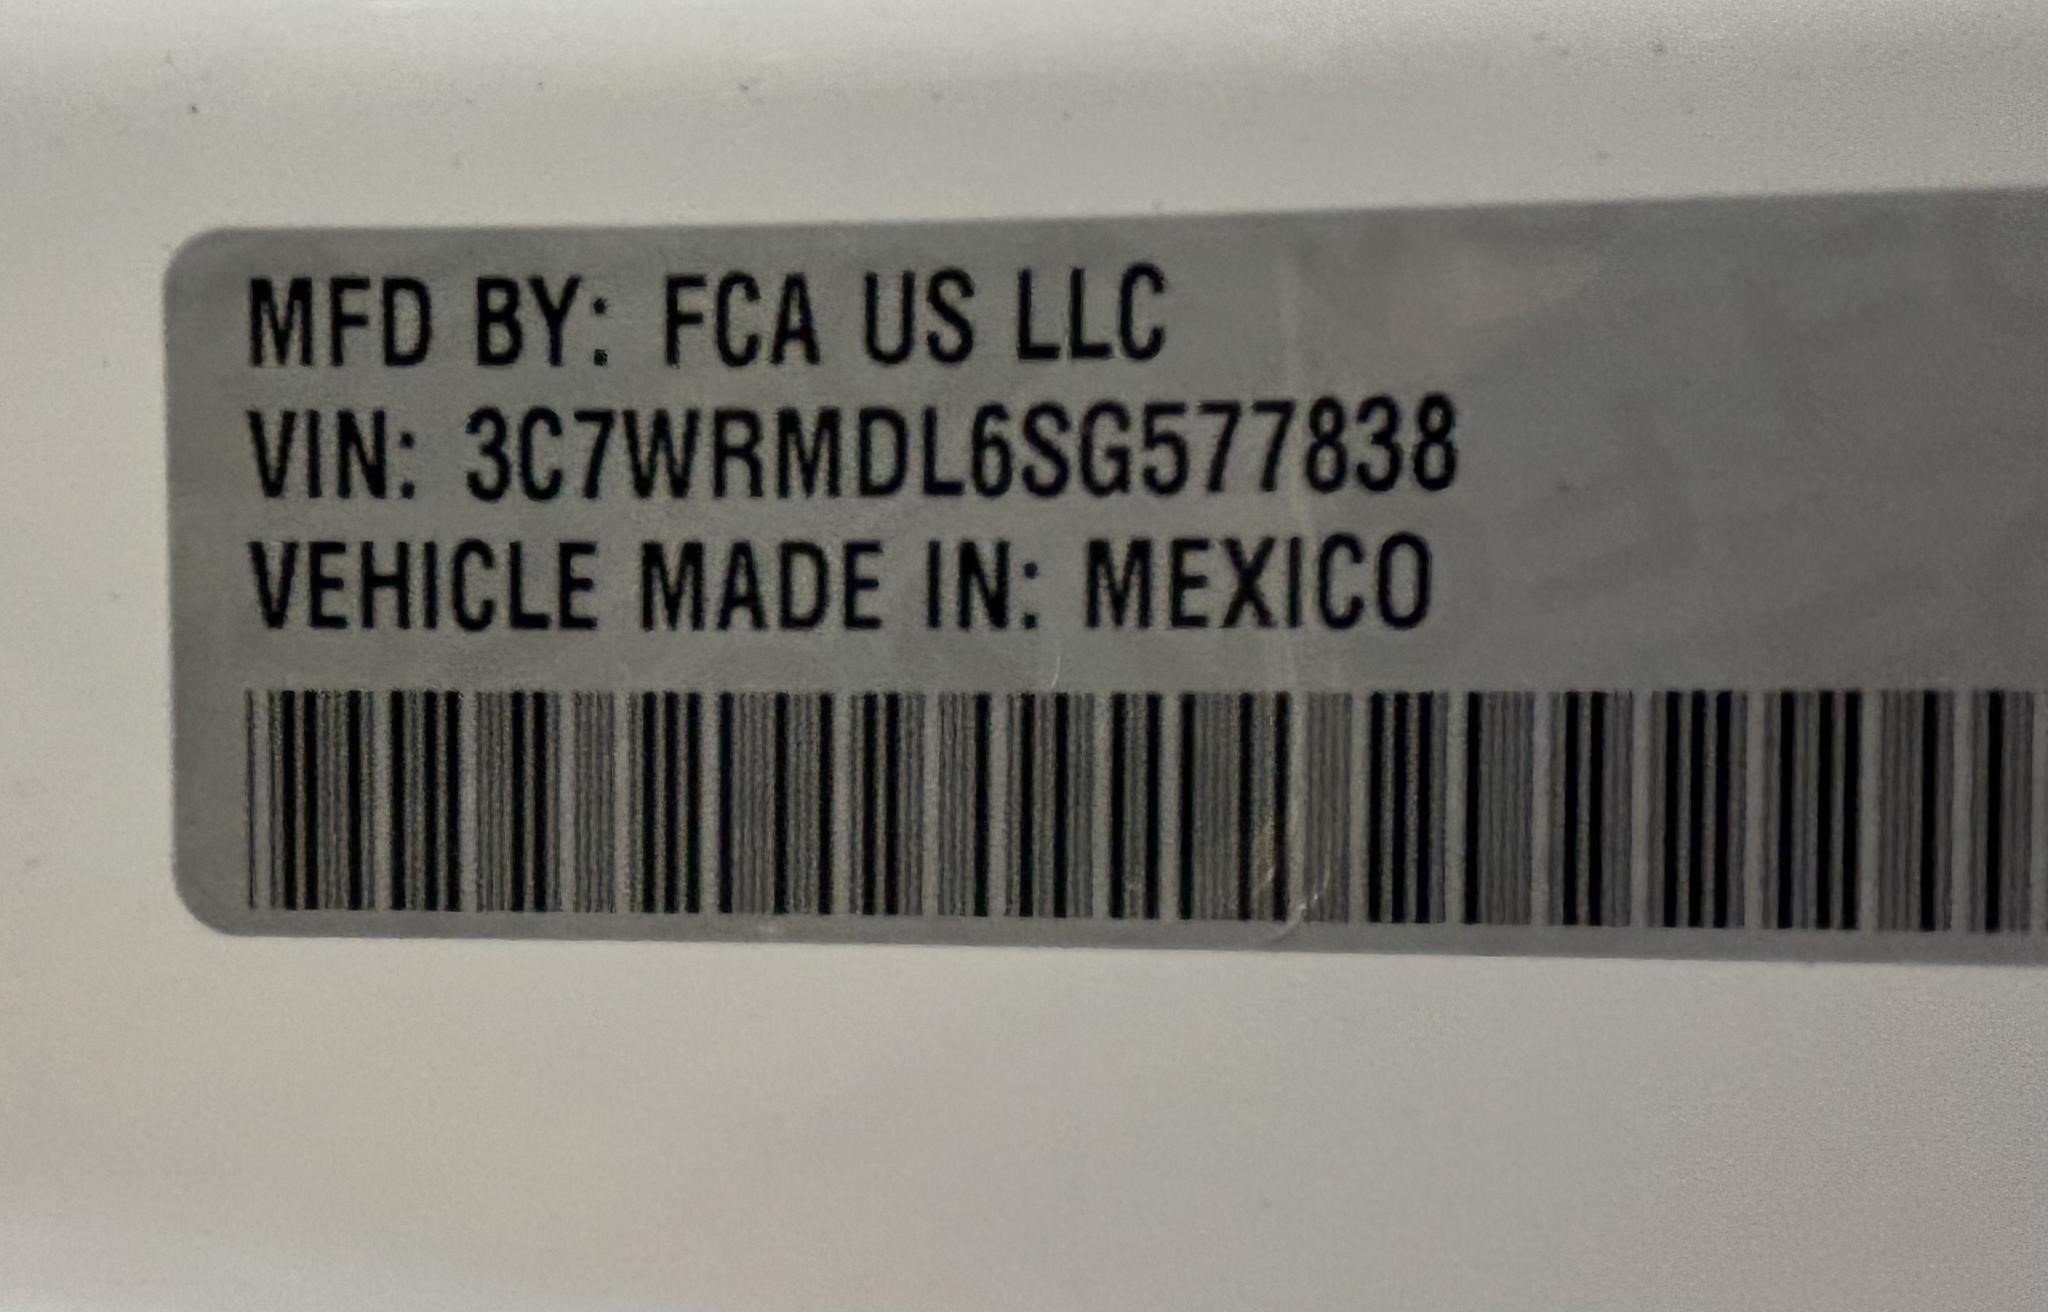 MFD BY: FCA US LLC
VIN: 3C7WRMDL6SG577838
VEHICLE MADE IN: MEXICO